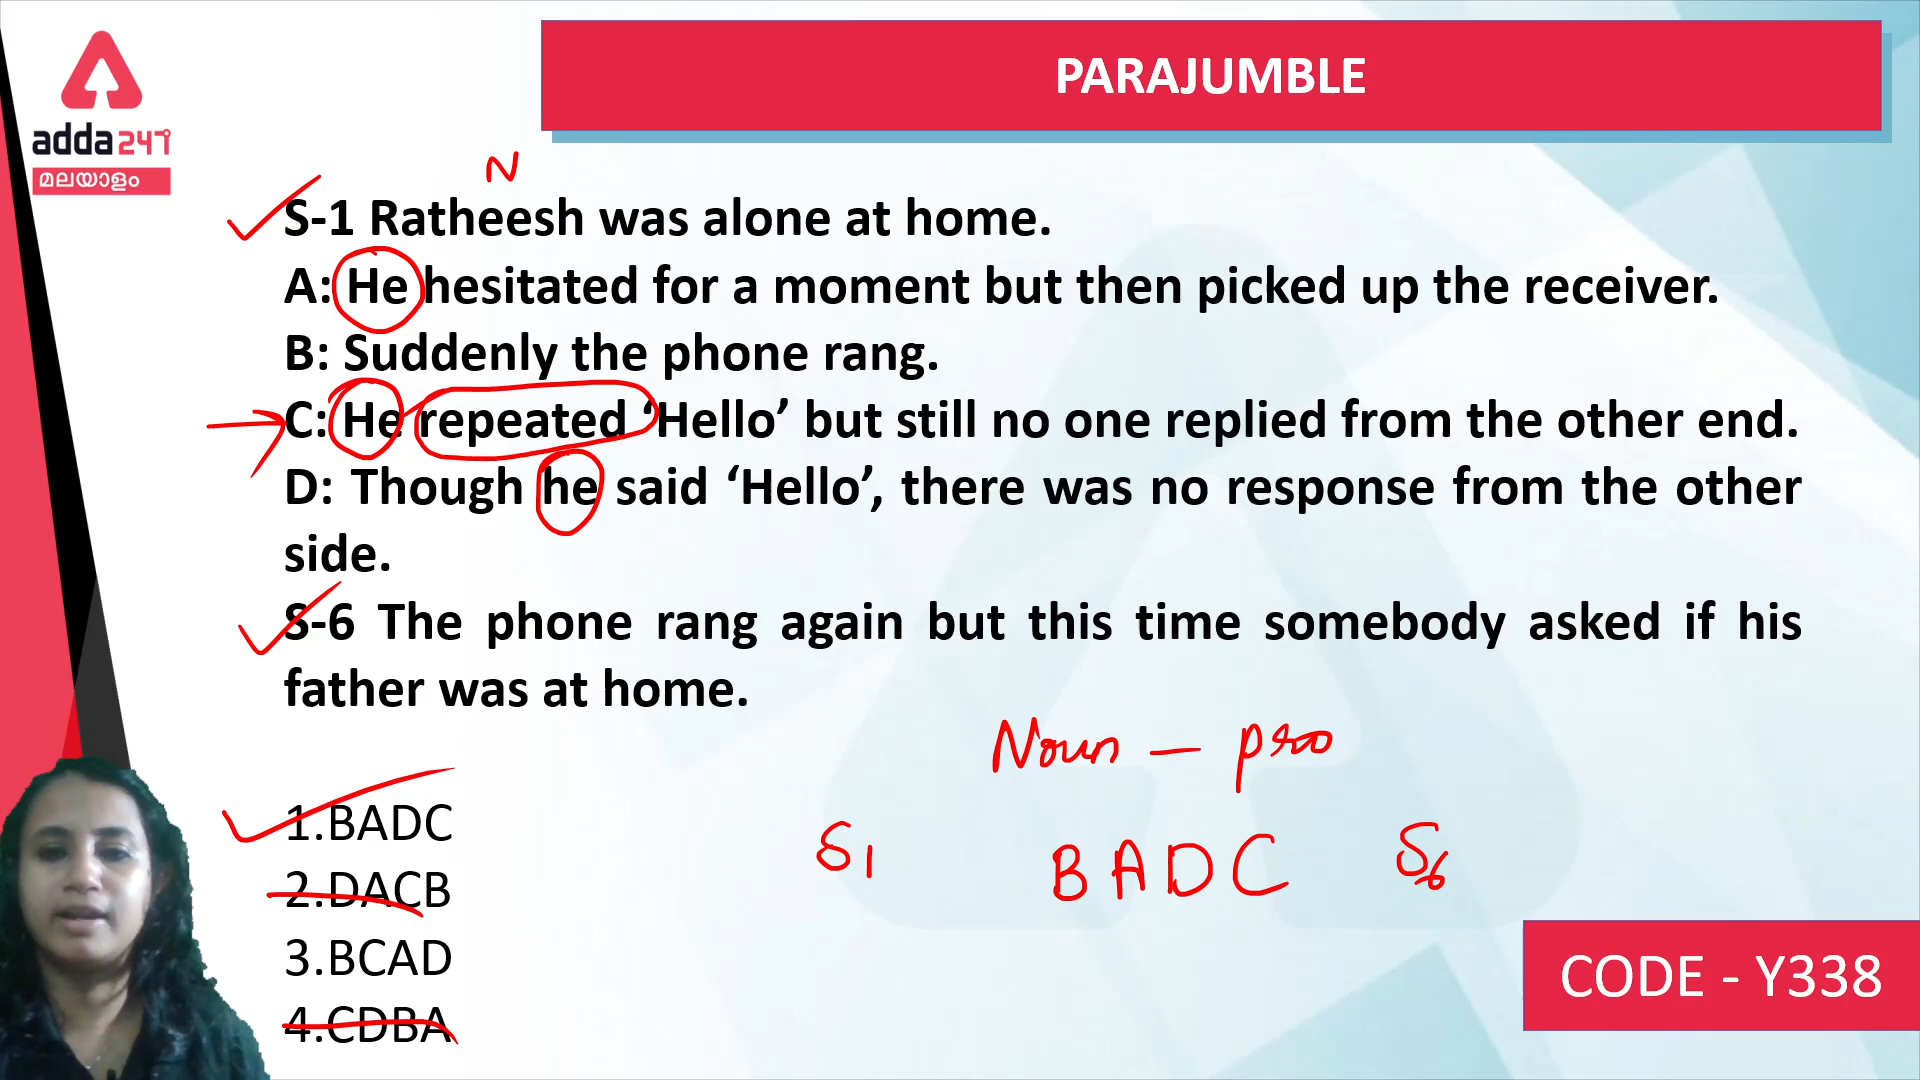 PARAJUMBLE
adda247
മലയാളം
N
S-1 Ratheesh was alone at home.
A: He hesitated for a moment but then picked up the receiver.
B: Suddenly the phone rang.
C: He repeated ‘Hello’ but still no one replied from the other end.
D: Though he said ‘Hello’, there was no response from the other
side.
S-6 The phone rang again but this time somebody asked if his
father was at home.
Noun — pro
1.BADC
S1 BADC S6
2.DACB
3.BCAD
4.CDBA
CODE - Y338